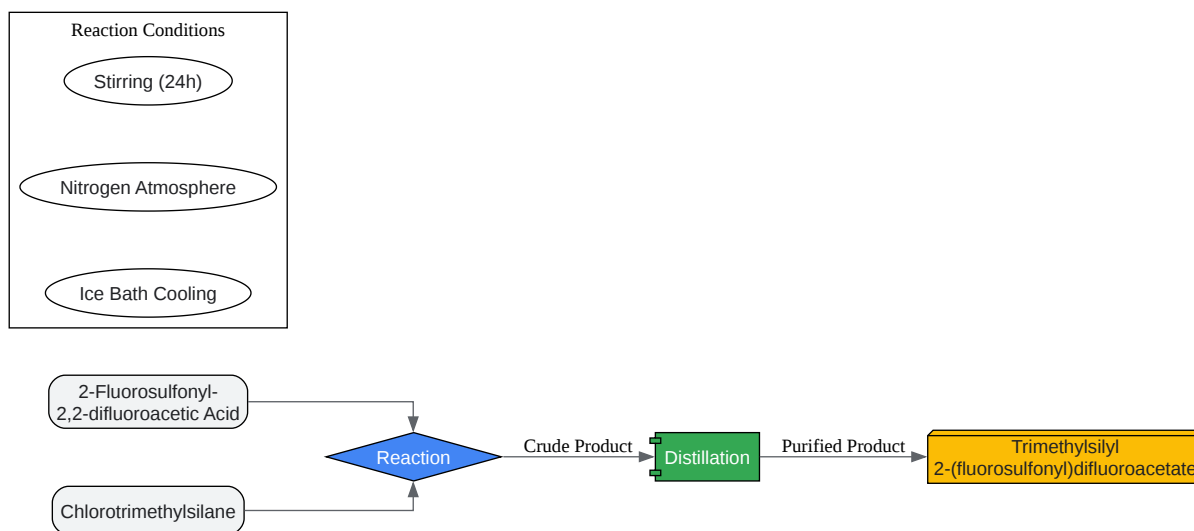 Reaction Conditions
Stirring (24h)
Nitrogen Atmosphere
Ice Bath Cooling
2-Fluorosulfonyl-
2,2-difluoroacetic Acid
Chlorotrimethylsilane
Reaction
Crude Product
Distillation
Purified Product
Trimethylsilyl
2-(fluorosulfonyl)difluoroacetate